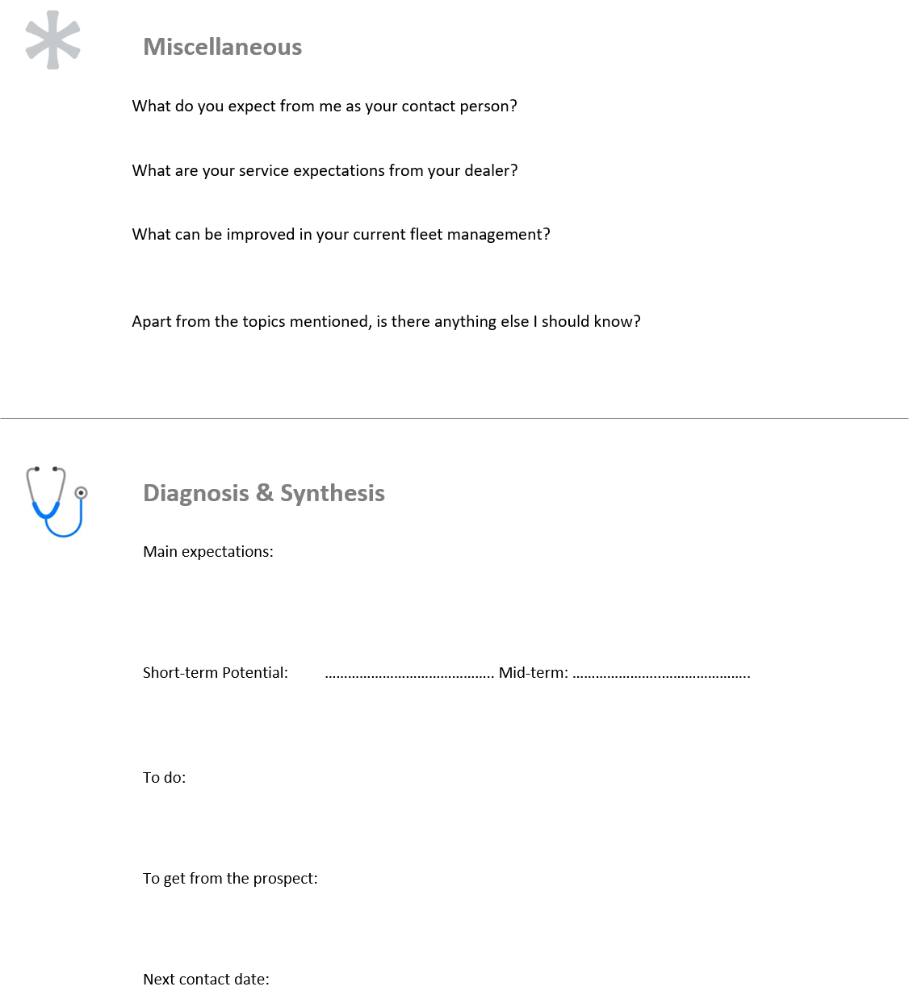 Miscellaneous
What do you expect from me as your contact person?
What are your service expectations from your dealer?
What can be improved in your current fleet management?
Apart from the topics mentioned, is there anything else I should know?
Diagnosis & Synthesis
Main expectations:
Short-term Potential: ............................................ Mid-term: ..............................................
To do:
To get from the prospect:
Next contact date: